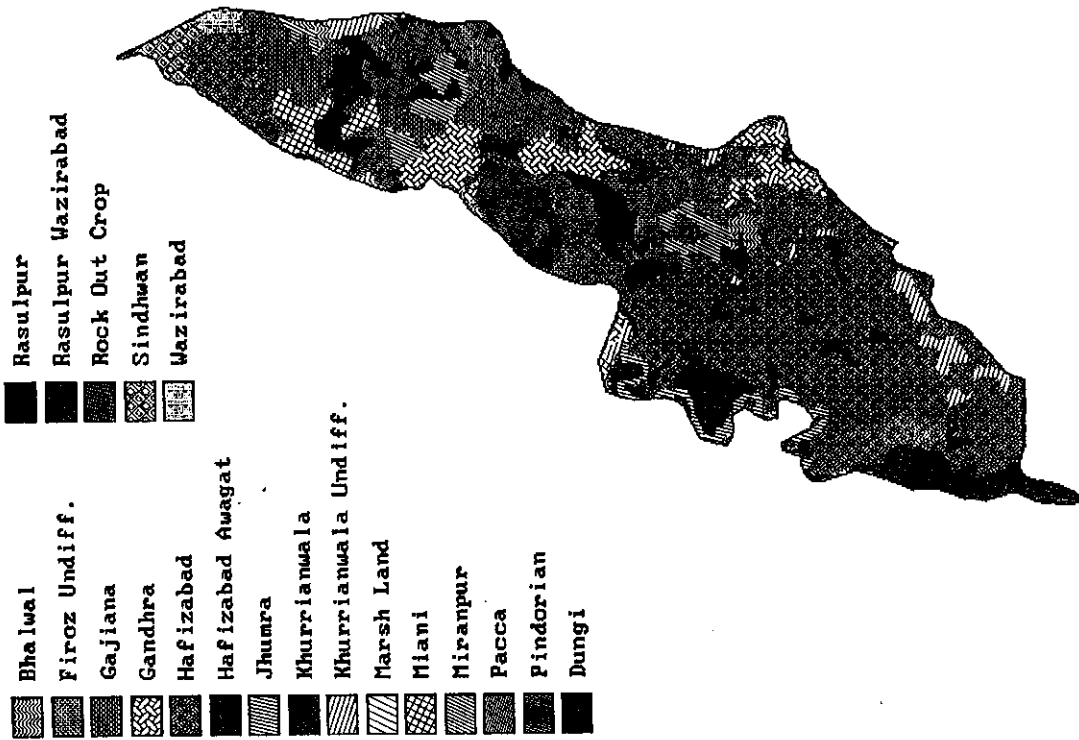 Bhalwal
Firoz Undiff.
Gajiana
Gandhra
Hafizabad
Hafizabad Awagat
Jhumra
Khurrianwala
Khurrianwala Undiff.
Marsh Land
Miani
Miranpur
Pacca
Pindorian
Dungi
Rasulpur
Rasulpur Wazirabad
Rock Out Crop
Sindhwan
Wazirabad